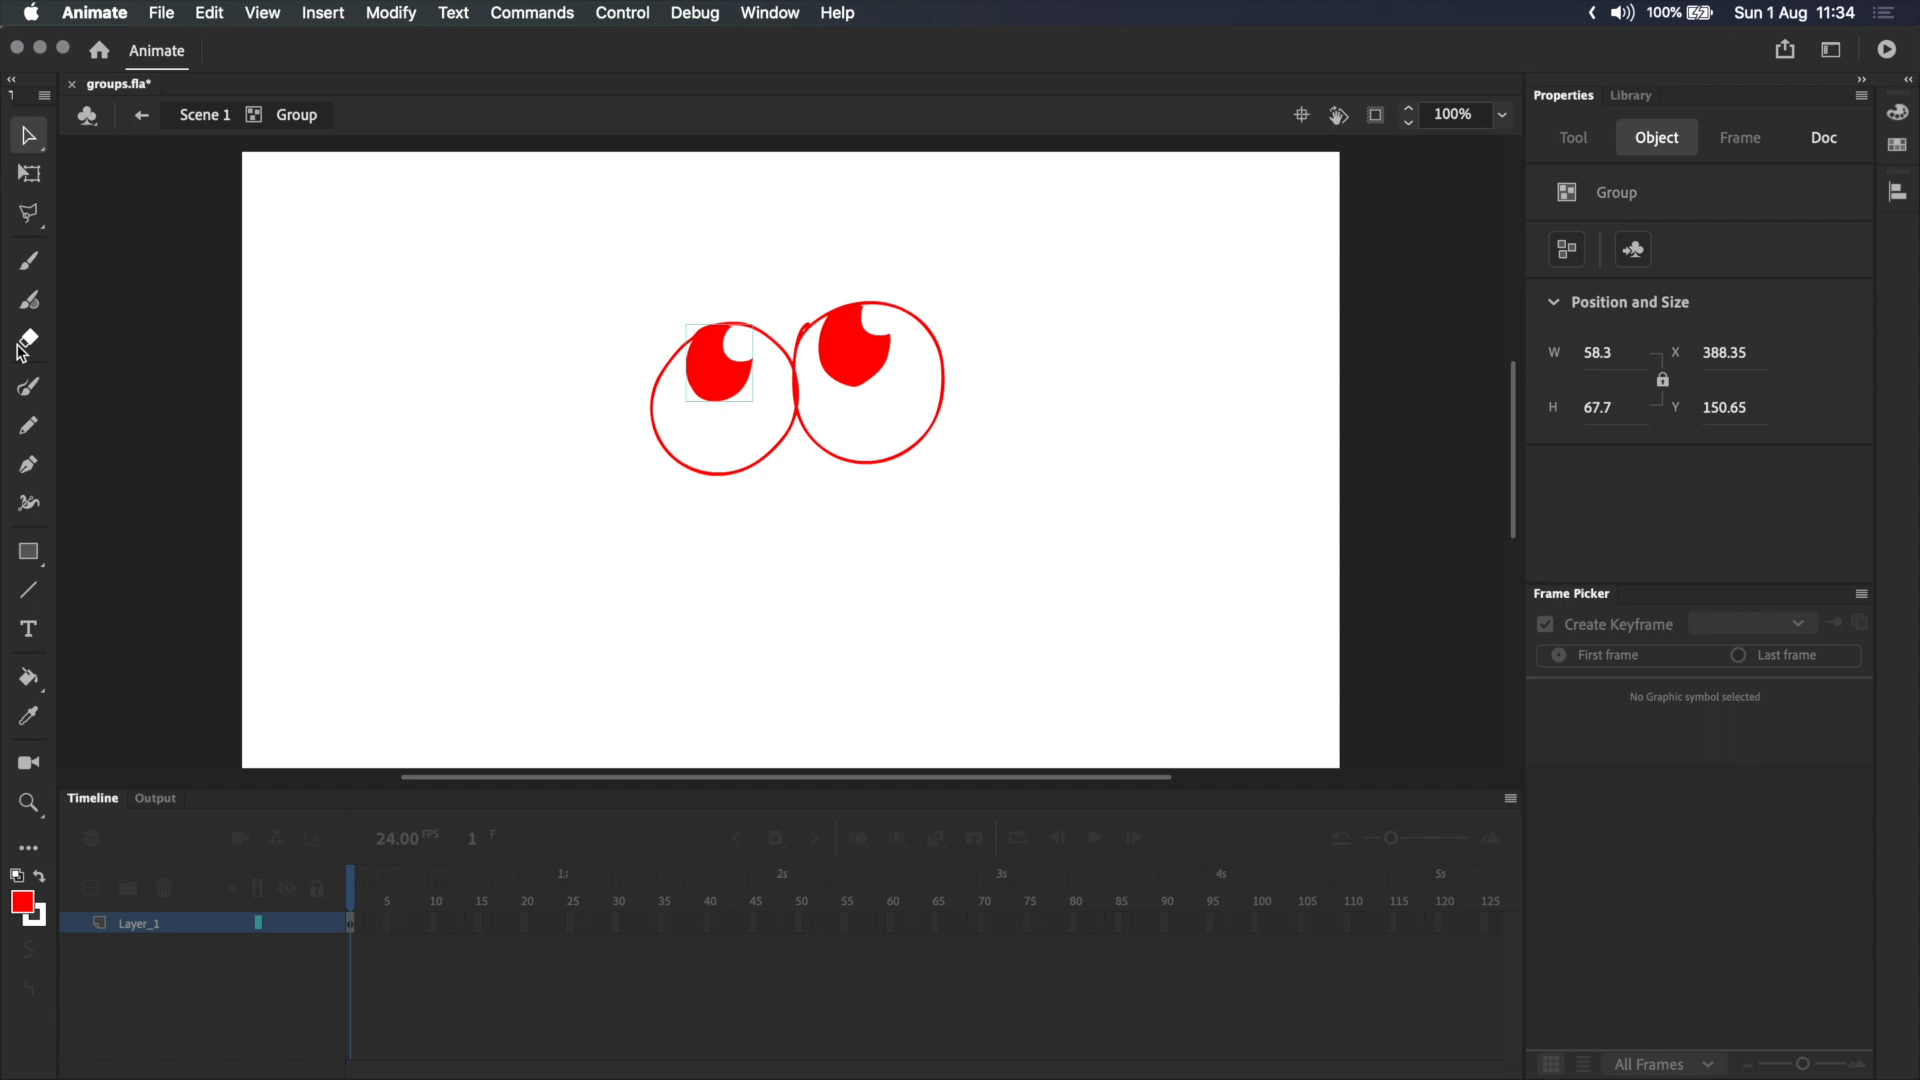 Animate File Edit View Insert Modify Text Commands Control Debug Window Help 100% Sun 1 Aug 11:34
Animate
groups.fla*
Scene 1 Group 100%
Properties Library
Tool Object Frame Doc
Group
Position and Size
W 58.3 X 388.35
H 67.7 Y 150.65
Frame Picker
Create Keyframe
First frame Last frame
No Graphic symbol selected
All Frames
T
Timeline Output
24.00 FPS 1 F
1s 2s 3s 4s 5s
5 10 15 20 25 30 35 40 45 50 55 60 65 70 75 80 85 90 95 100 105 110 115 120 125
Layer_1